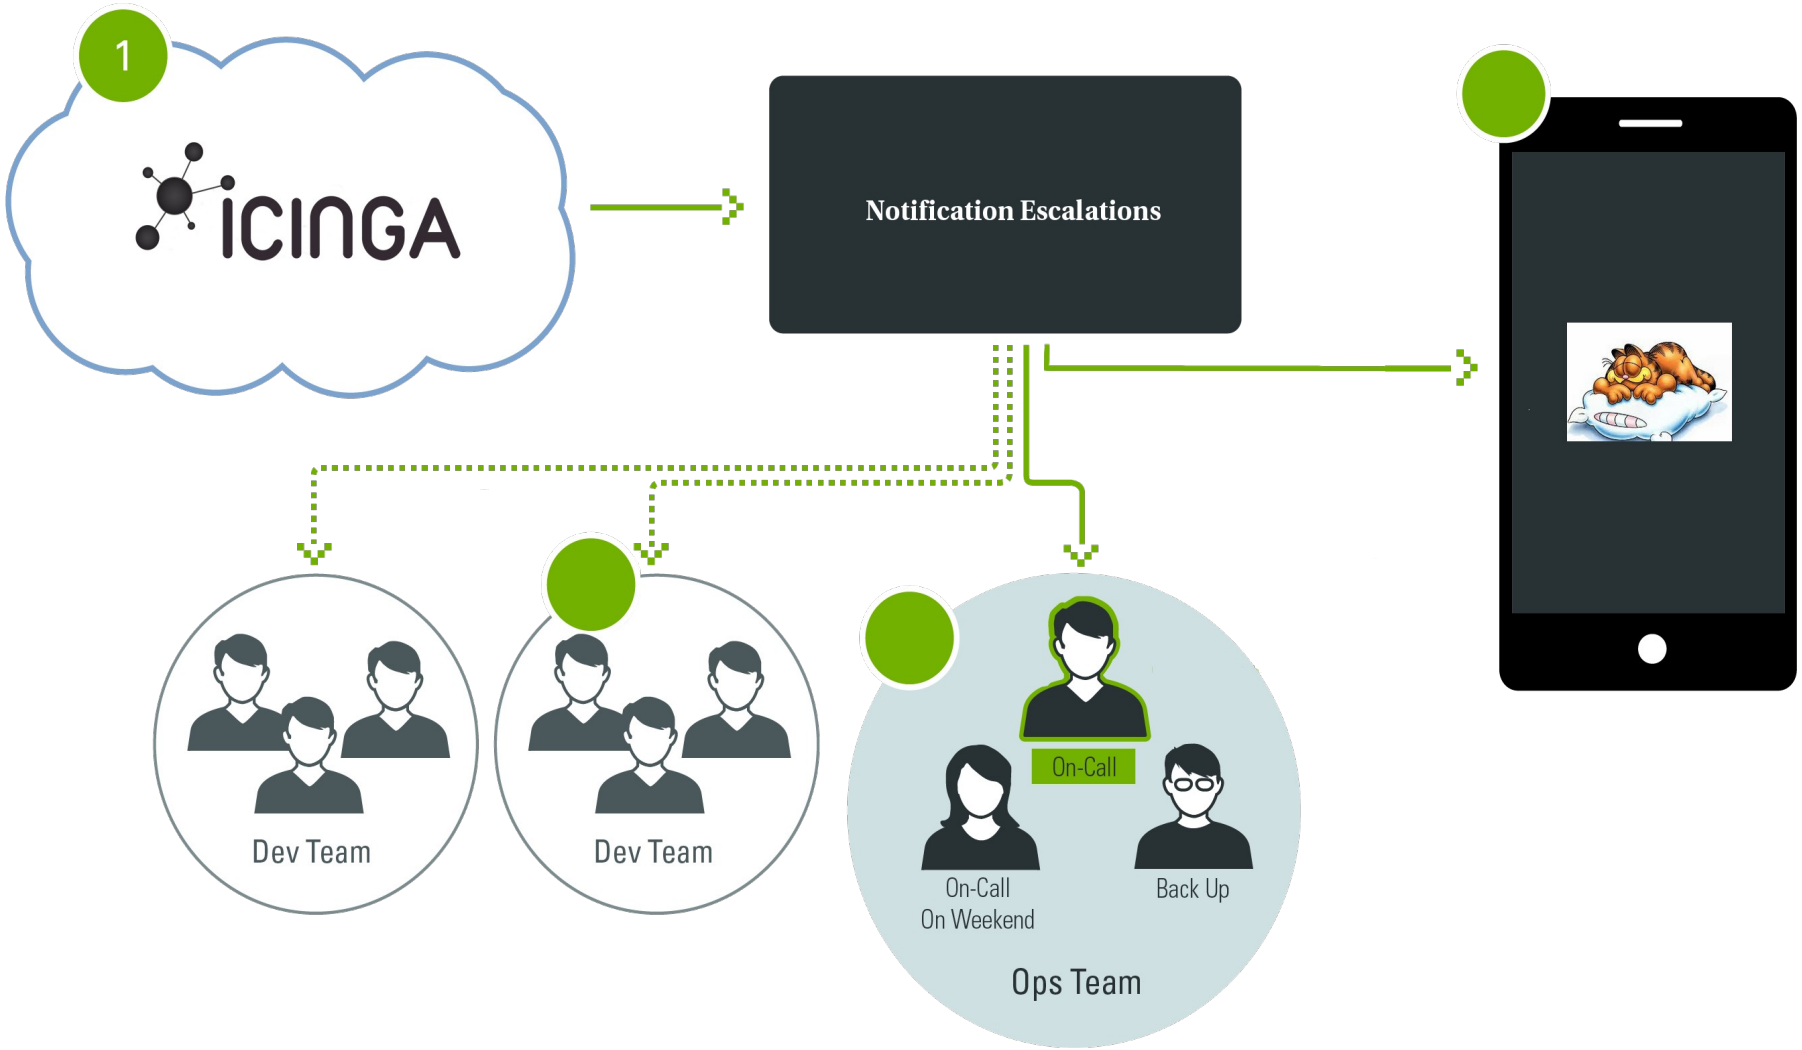 1
ICINGA
Notification Escalations
Dev Team
Dev Team
On-Call
On-Call
On Weekend
Back Up
Ops Team